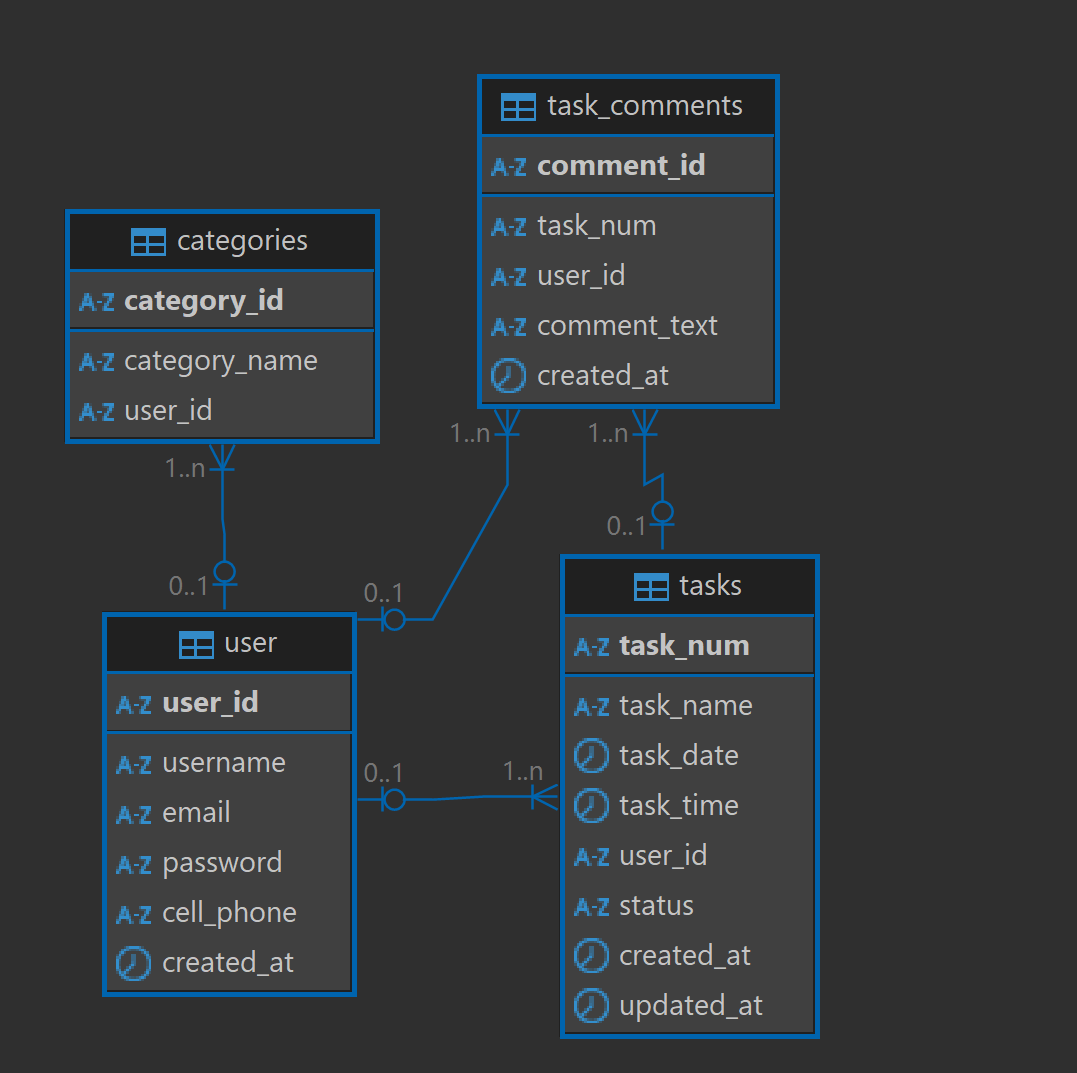 task_comments
A-Z comment_id
A-Z task_num
A-Z user_id
A-Z comment_text
created_at
categories
A-Z category_id
A-Z category_name
A-Z user_id
1..n
1..n
1..n
0..1
0..1
0..1
user
A-Z user_id
A-Z username
A-Z email
A-Z password
A-Z cell_phone
created_at
0..1
1..n
tasks
A-Z task_num
A-Z task_name
task_date
task_time
A-Z user_id
A-Z status
created_at
updated_at